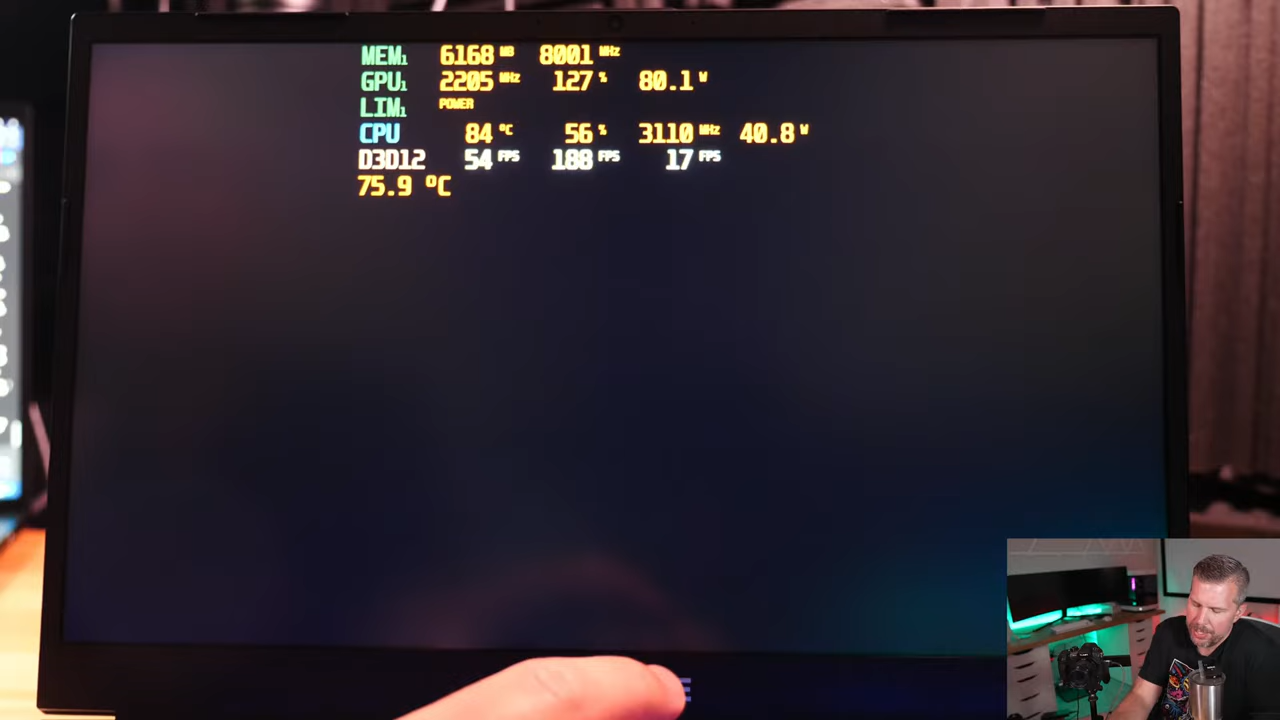 MEM1 6168 MB 8001 MHz
GPU1 2205 MHz 127 % 80.1 W
LIM1 POWER
CPU 84 °C 56 % 3110 MHz 40.8 W
D3D12 54 FPS 188 FPS 17 FPS
75.9 °C